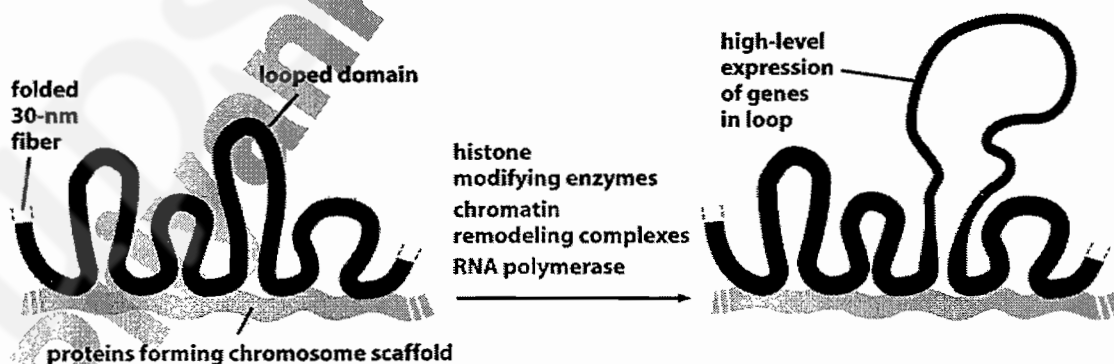 folded
30-nm
fiber
looped domain
histone
modifying enzymes
chromatin
remodeling complexes
RNA polymerase
high-level
expression
of genes
in loop
proteins forming chromosome scaffold